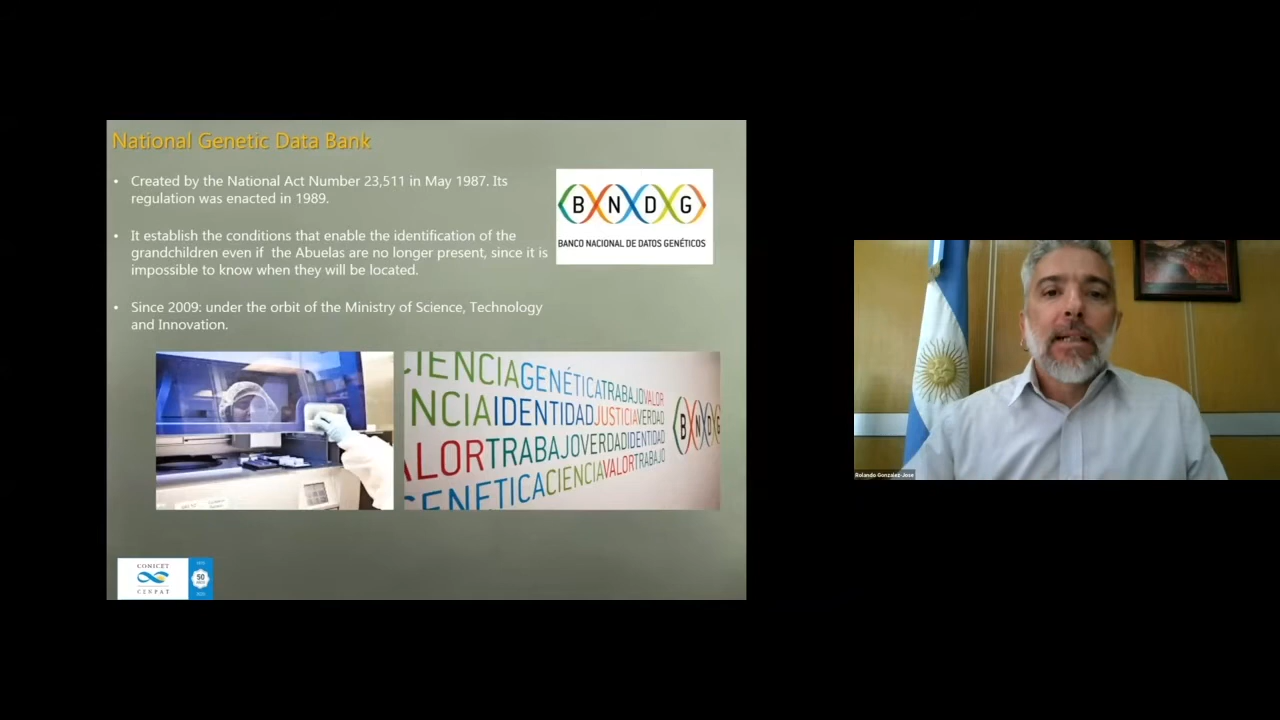 National Genetic Data Bank
• Created by the National Act Number 23,511 in May 1987. Its
regulation was enacted in 1989.
• It establish the conditions that enable the identification of the
grandchildren even if the Abuelas are no longer present, since it is
impossible to know when they will be located.
• Since 2009: under the orbit of the Ministry of Science, Technology
and Innovation.
BNDG
BANCO NACIONAL DE DATOS GENÉTICOS
CIENCIAGENÉTICATRABAJOVALOR
NCIAIDENTIDADJUSTICIAVERDAD
ALORTRABAJOVERDADIDENTIDAD
GENÉTICACIENCIAVALORTRABAJO
BNDG
CONICET
CENPAT
50
Rolando Gonzalez-Jose